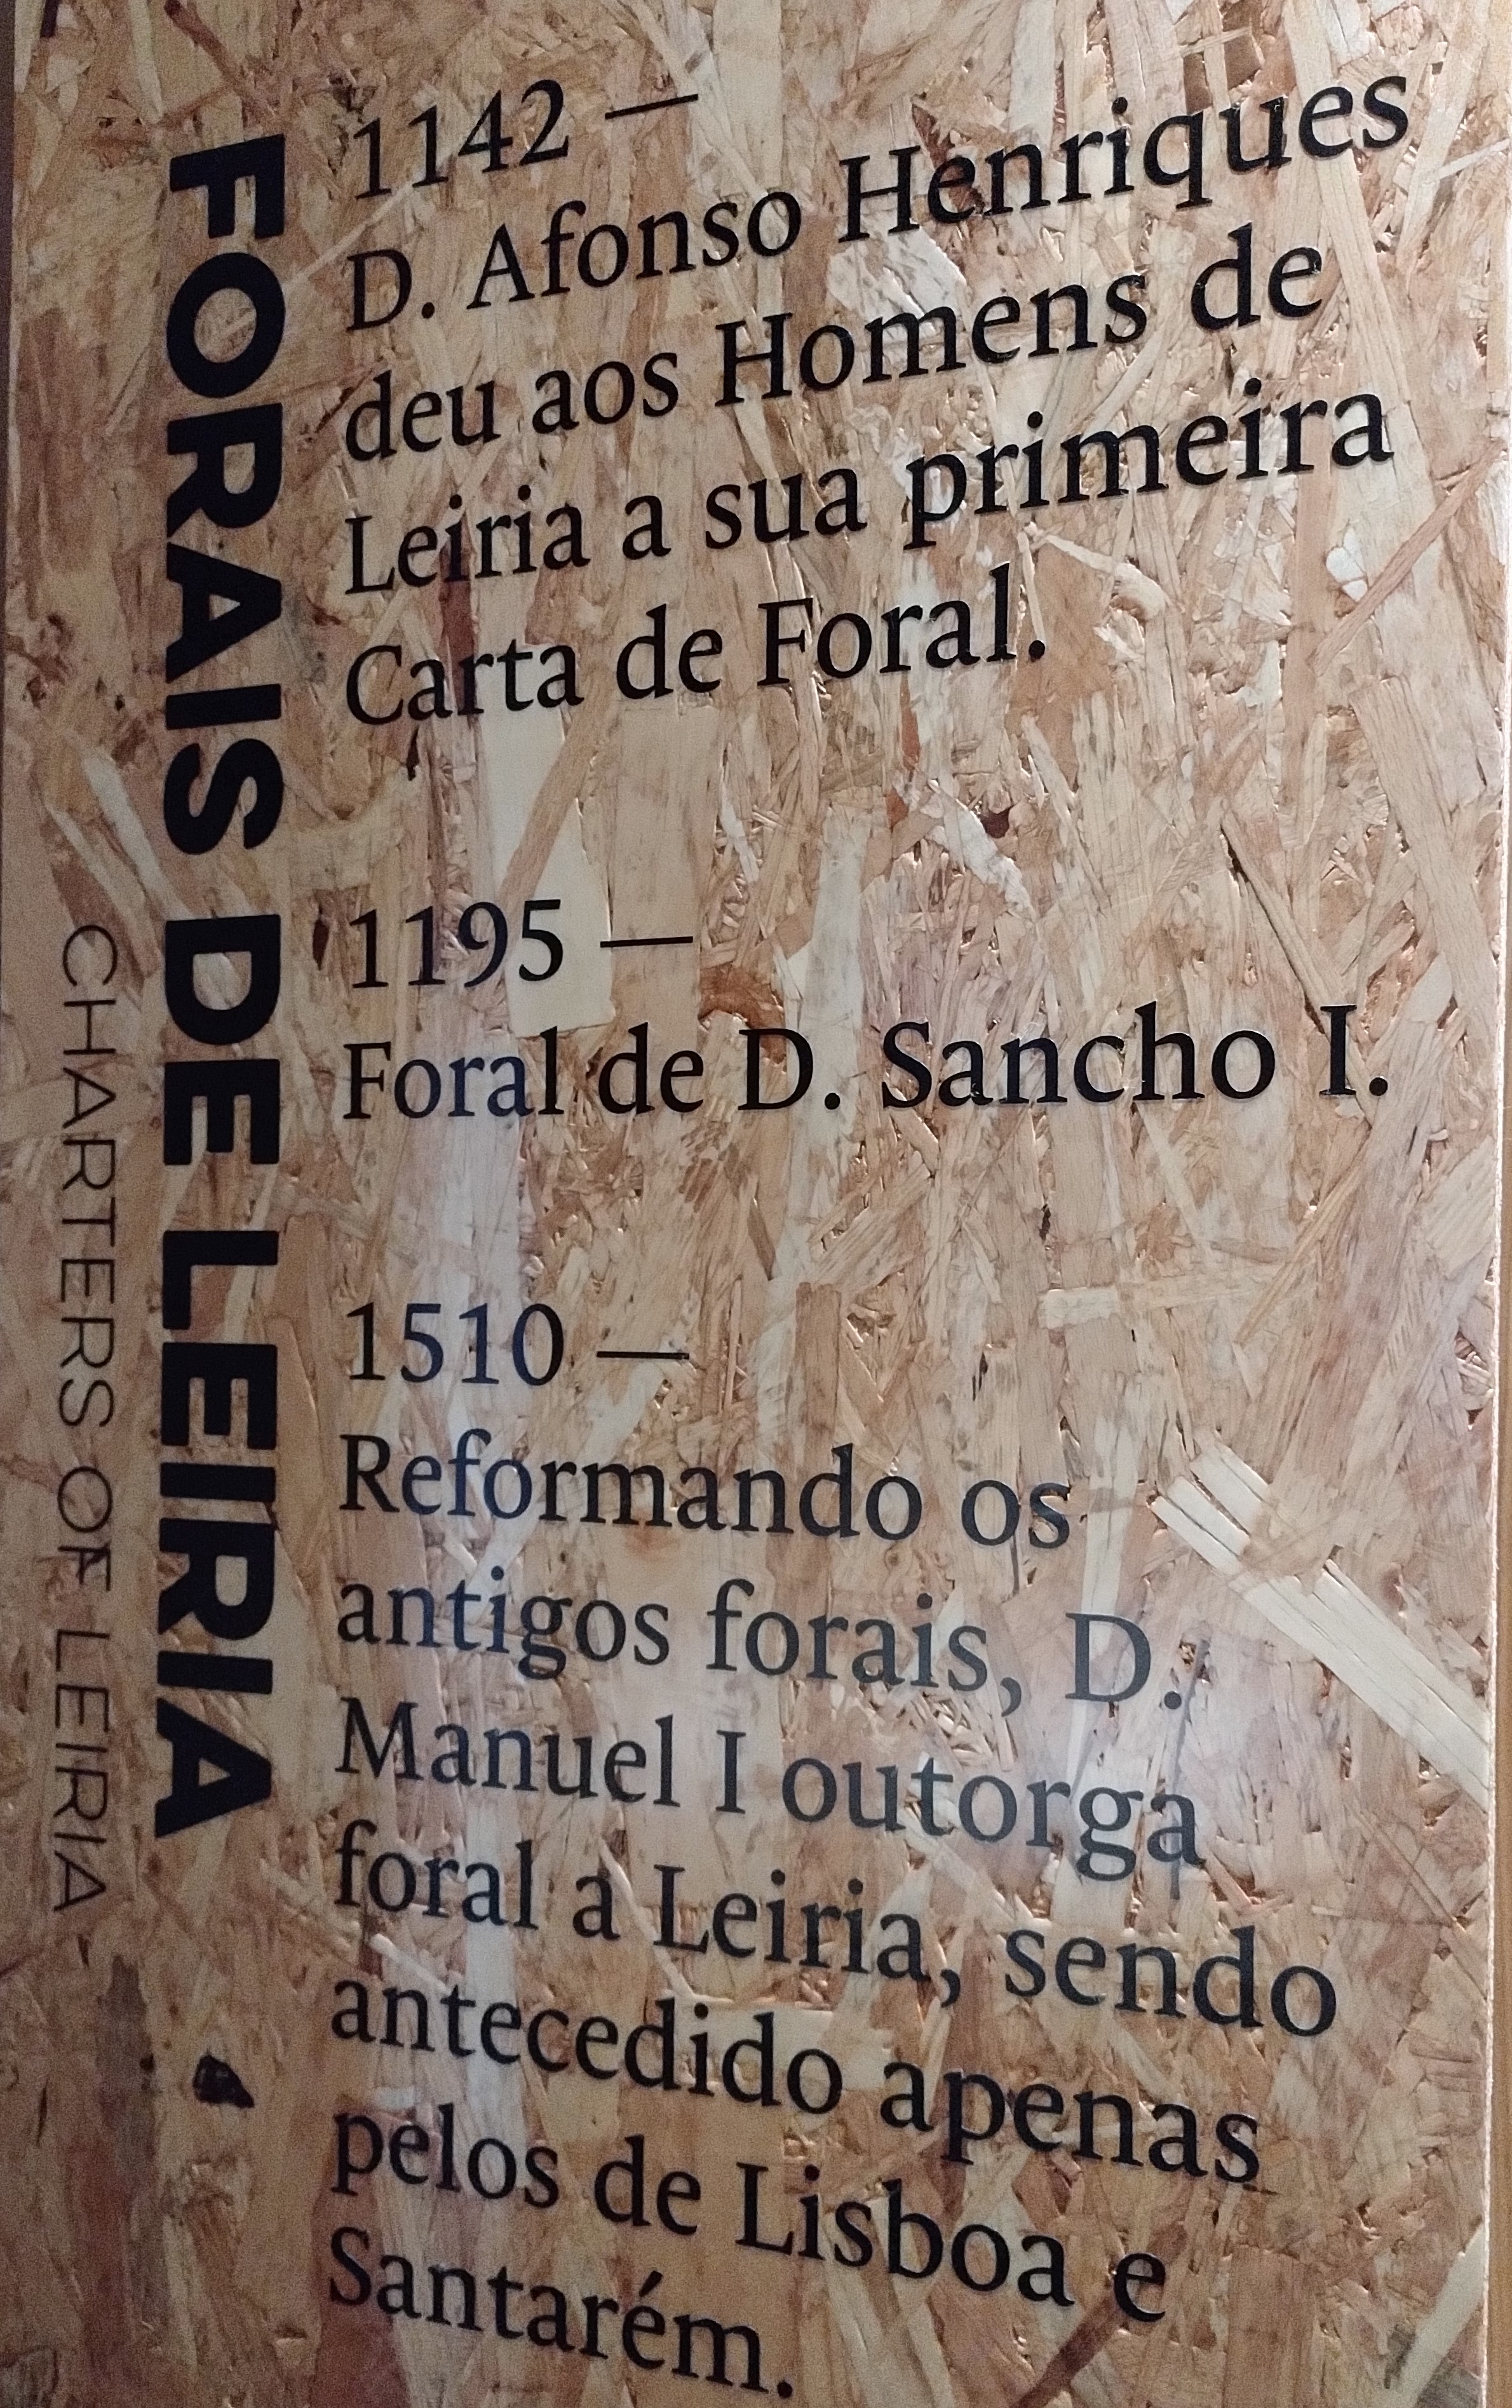 FORAIS DE LEIRIA
CHARTERS OF LEIRIA
1142 —
D. Afonso Henriques
deu aos Homens de
Leiria a sua primeira
Carta de Foral.
1195 —
Foral de D. Sancho I.
1510 —
Reformando os
antigos forais, D.
Manuel I outorga
foral a Leiria, sendo
antecedido apenas
pelos de Lisboa e
Santarém.